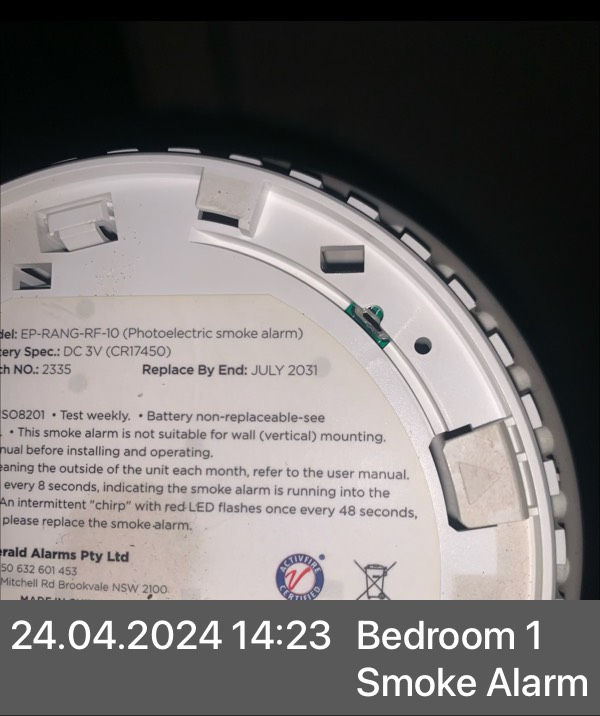 del: EP-RANG-RF-10 (Photoelectric smoke alarm)
tery Spec.: DC 3V (CR17450)
ch NO.: 2335 Replace By End: JULY 2031
SO8201 • Test weekly. • Battery non-replaceable-see
. • This smoke alarm is not suitable for wall (vertical) mounting.
nual before installing and operating.
eaning the outside of the unit each month, refer to the user manual.
every 8 seconds, indicating the smoke alarm is running into the
An intermittent "chirp" with red LED flashes once every 48 seconds,
please replace the smoke alarm.
erald Alarms Pty Ltd
50 632 601 453
Mitchell Rd Brookvale NSW 2100
ACTIVFIRE
CERTIFIED
24.04.2024 14:23 Bedroom 1
Smoke Alarm